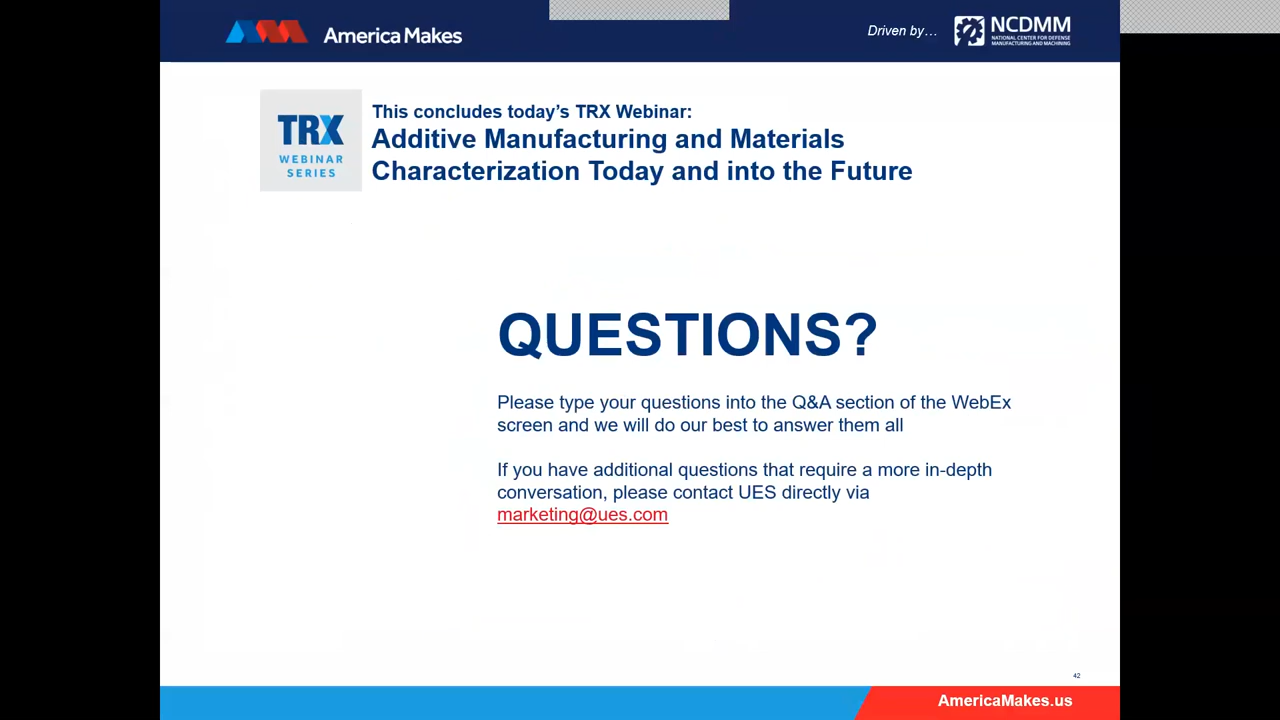 America Makes
Driven by…
NCDMM
NATIONAL CENTER FOR DEFENSE
MANUFACTURING AND MACHINING
TRX
WEBINAR
SERIES
This concludes today’s TRX Webinar:
Additive Manufacturing and Materials
Characterization Today and into the Future
QUESTIONS?
Please type your questions into the Q&A section of the WebEx
screen and we will do our best to answer them all
If you have additional questions that require a more in-depth
conversation, please contact UES directly via
marketing@ues.com
42
AmericaMakes.us